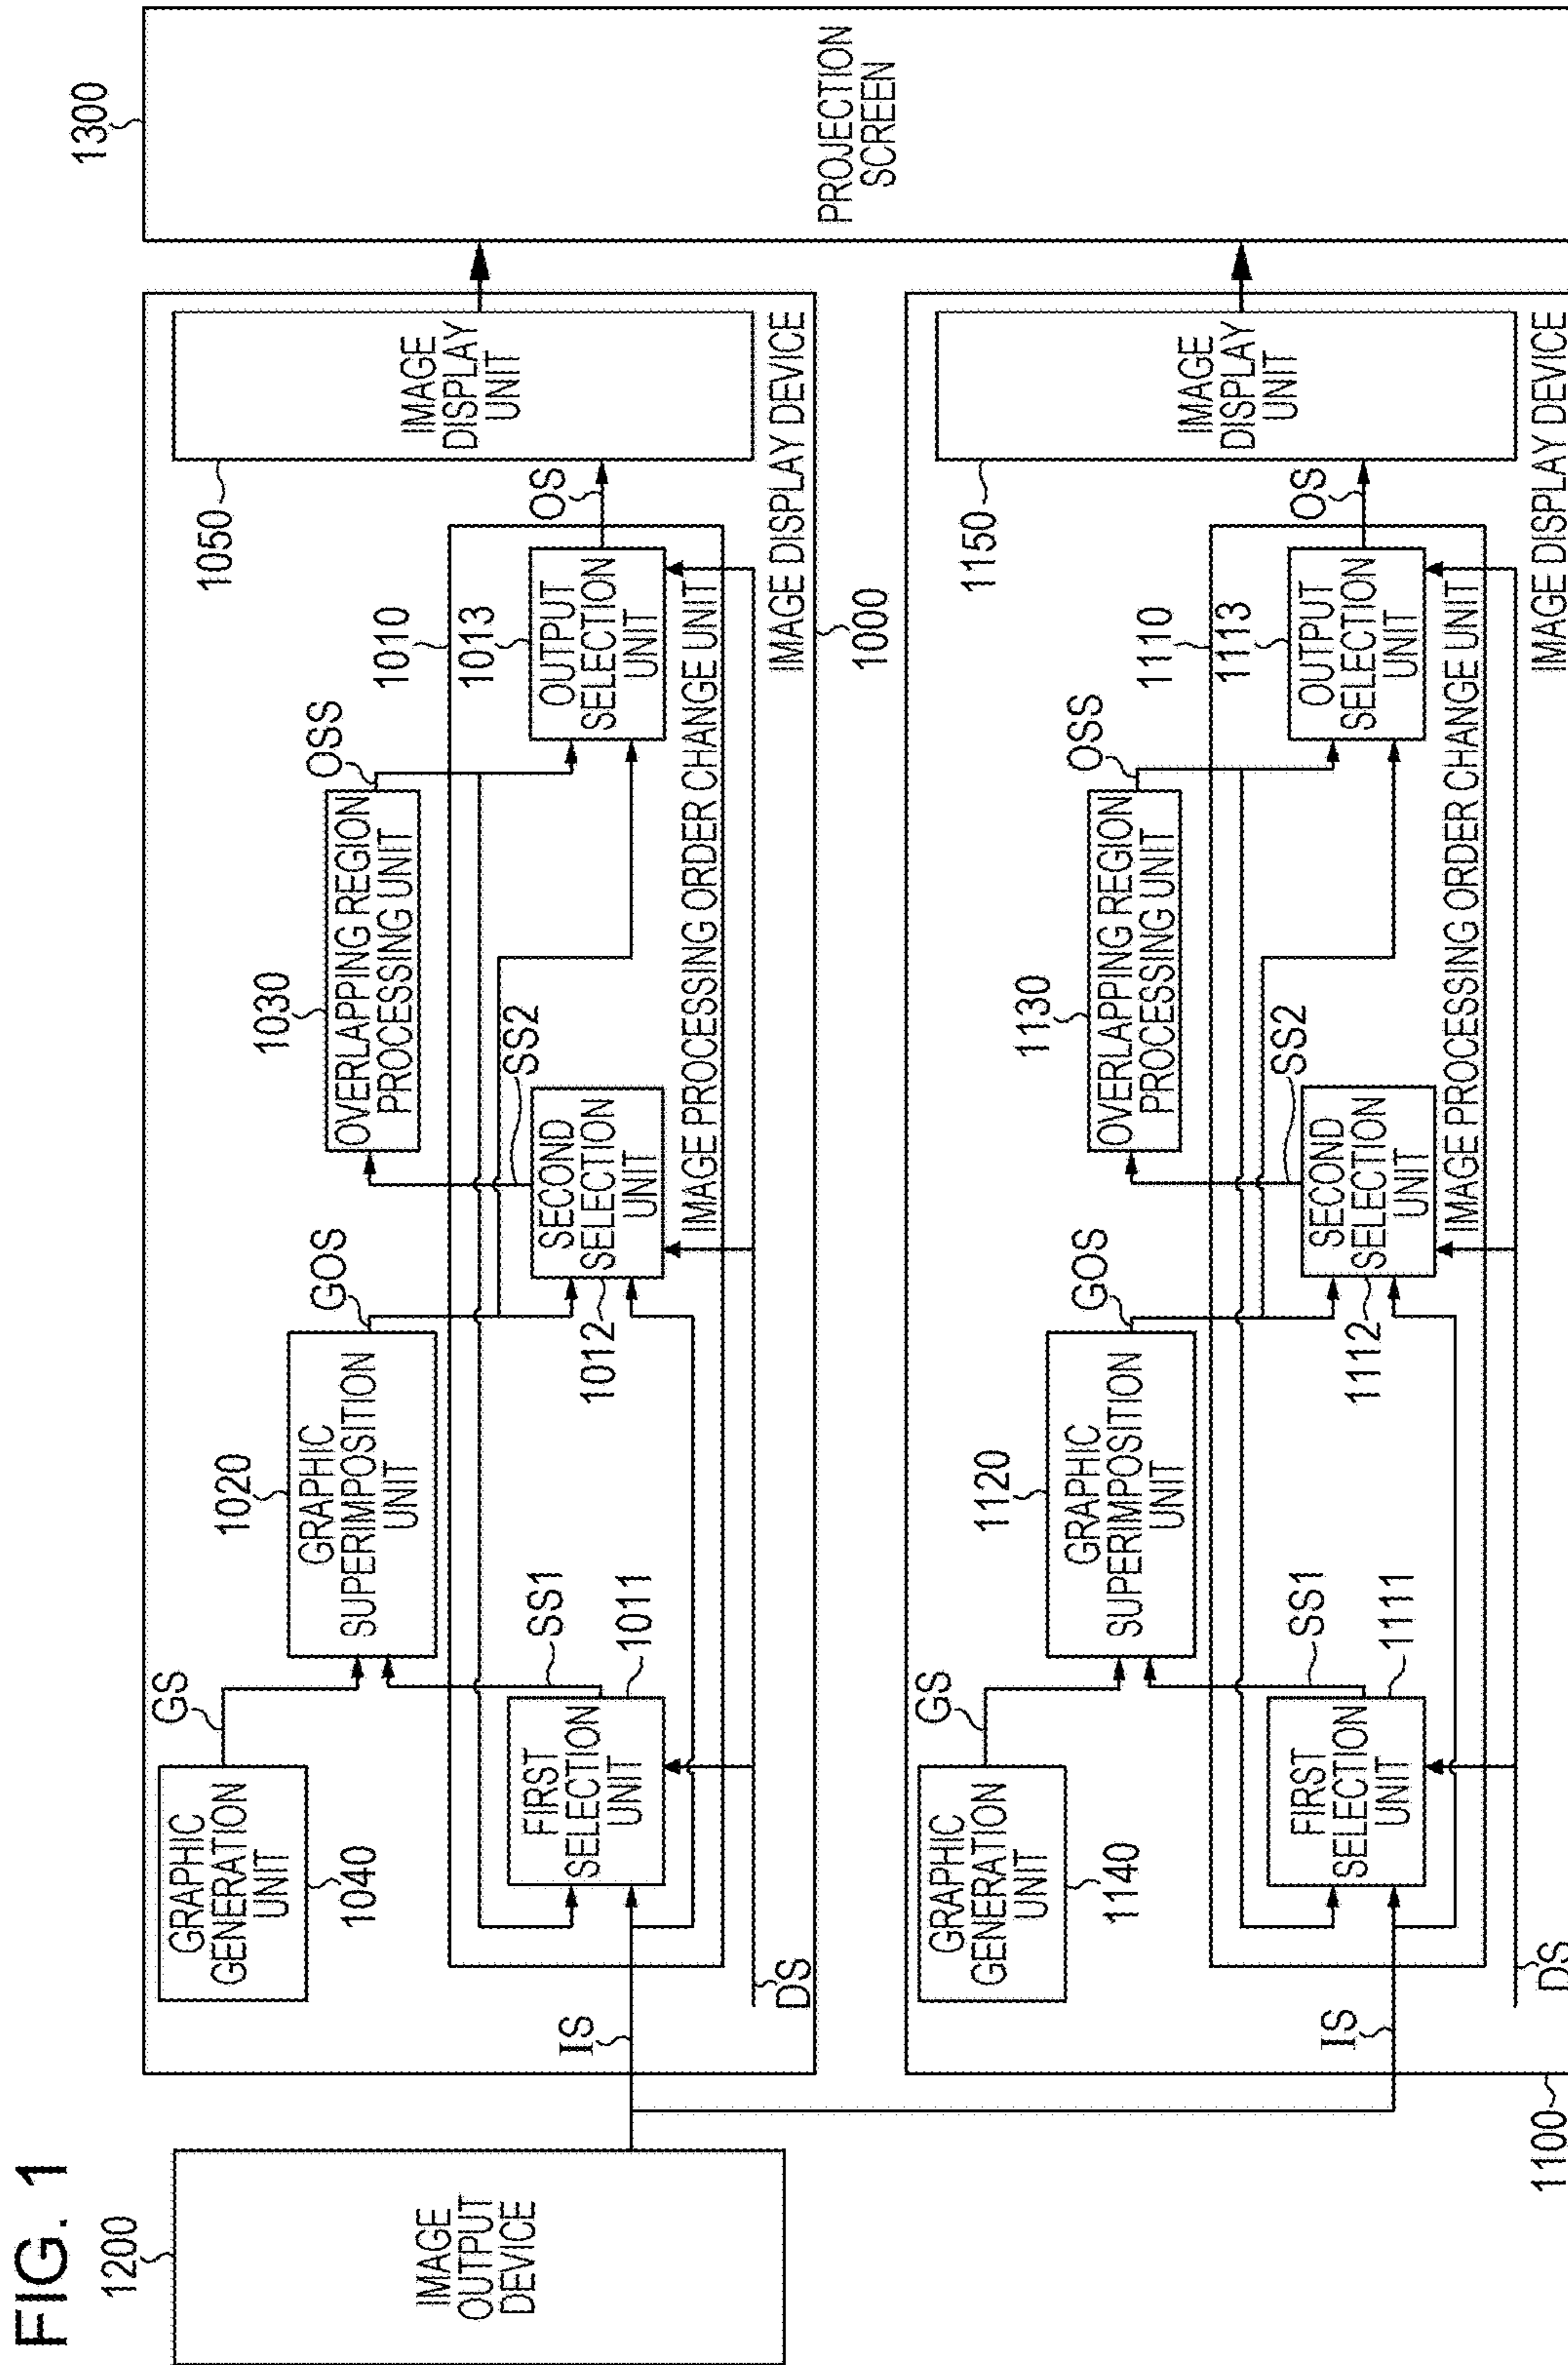 FIG. 1
1200
IMAGE
OUTPUT
DEVICE
IS
DS
GRAPHIC
GENERATION
UNIT
1040
GS
GRAPHIC
SUPERIMPOSITION
UNIT
1020
GOS
OVERLAPPING REGION
PROCESSING UNIT
1030
OSS
1010
FIRST
SELECTION
UNIT
1011
SS1
SECOND
SELECTION
UNIT
1012
SS2
OUTPUT
SELECTION
UNIT
1013
IMAGE PROCESSING ORDER CHANGE UNIT
OS
IMAGE
DISPLAY
UNIT
1050
IMAGE DISPLAY DEVICE
1000
PROJECTION
SCREEN
1300
IS
DS
1100
GRAPHIC
GENERATION
UNIT
1140
GS
GRAPHIC
SUPERIMPOSITION
UNIT
1120
GOS
OVERLAPPING REGION
PROCESSING UNIT
1130
OSS
1110
FIRST
SELECTION
UNIT
1111
SS1
SECOND
SELECTION
UNIT
1112
SS2
OUTPUT
SELECTION
UNIT
1113
IMAGE PROCESSING ORDER CHANGE UNIT
OS
IMAGE
DISPLAY
UNIT
1150
IMAGE DISPLAY DEVICE